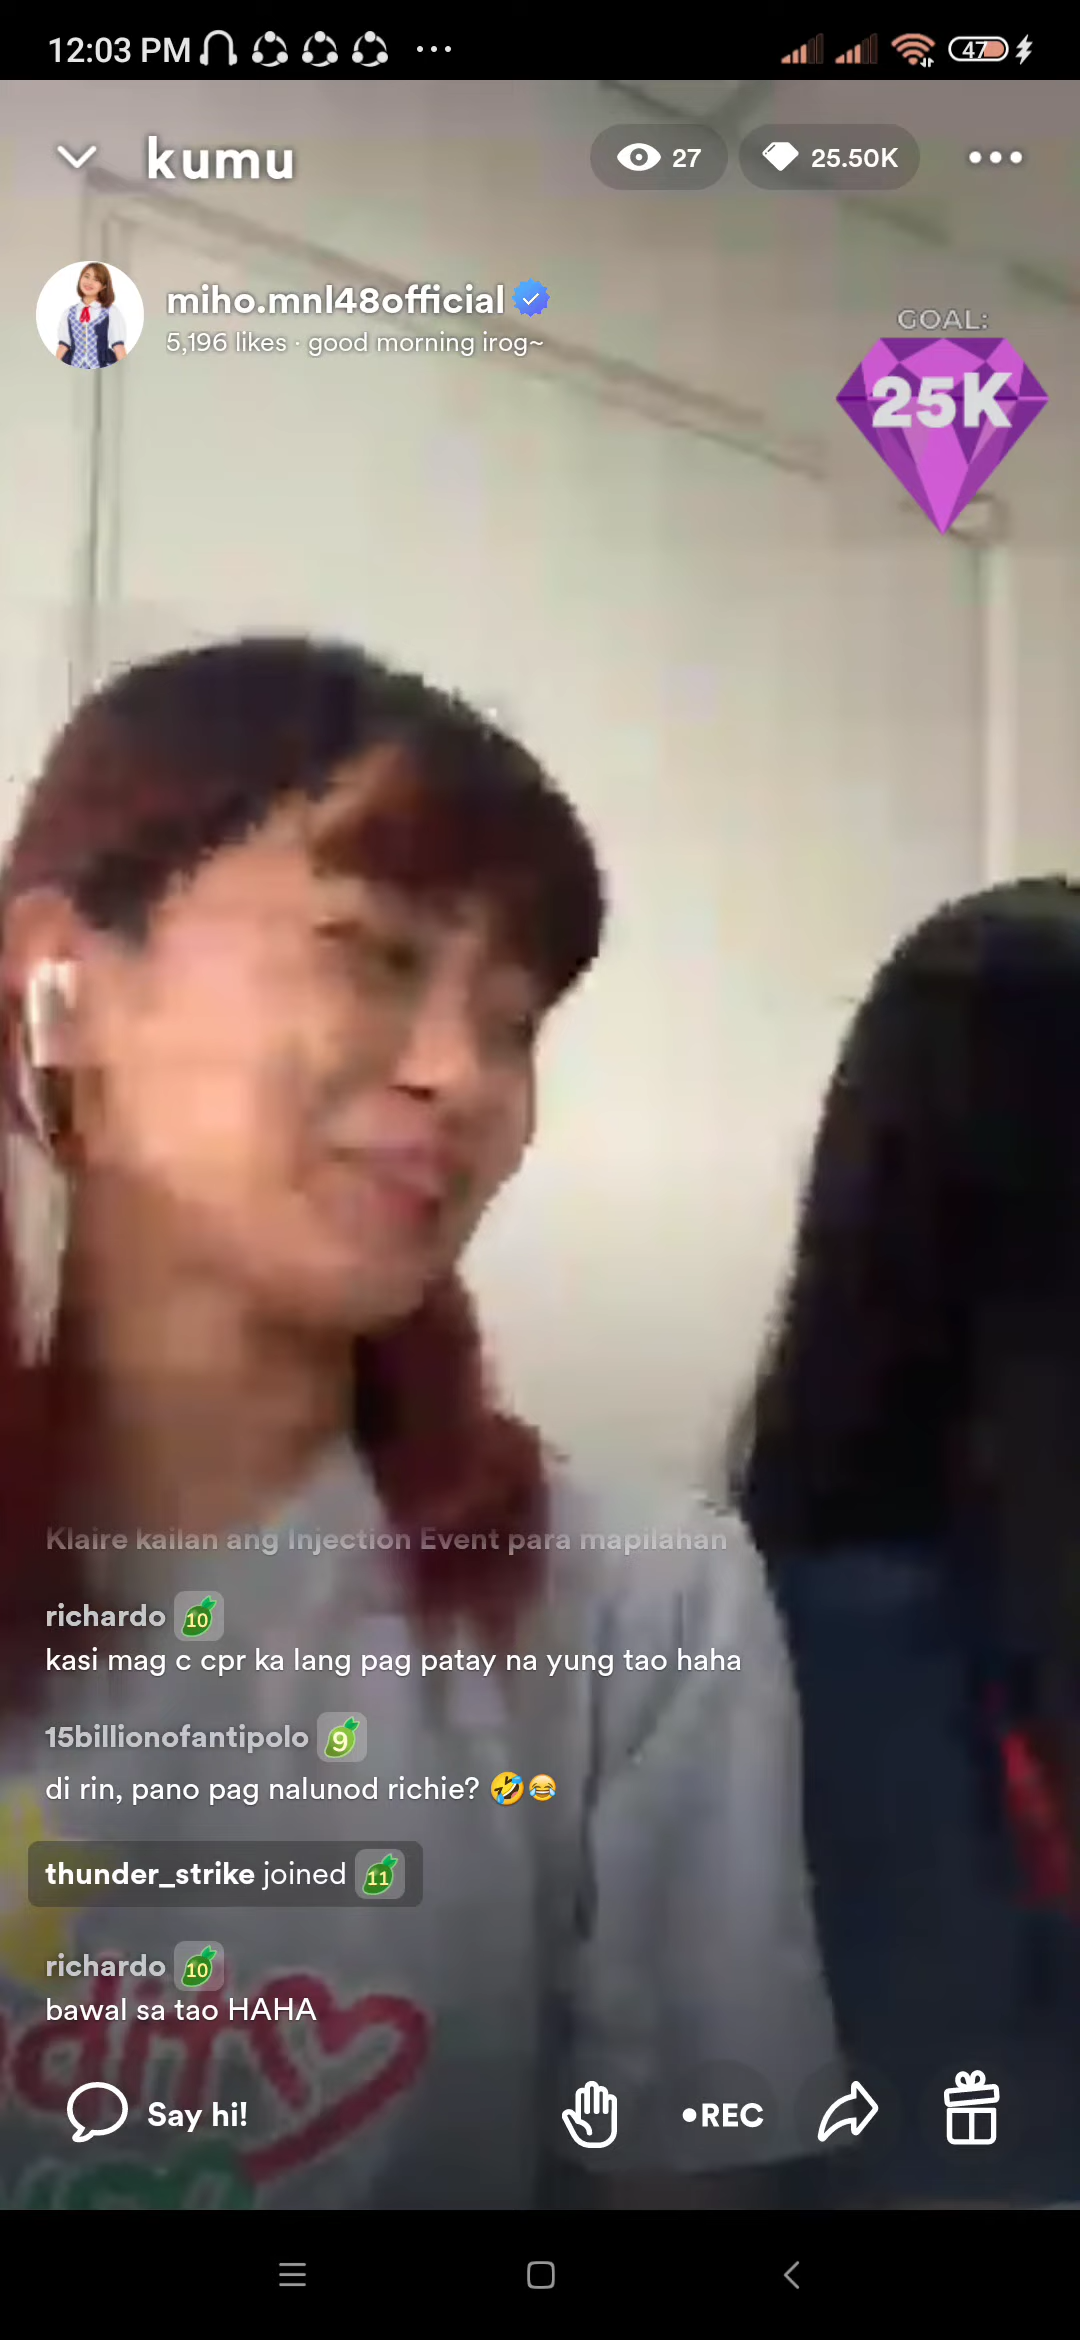 12:03 PM
47
kumu
27
25.50K
miho.mnl48official
5,196 likes · good morning irog~
GOAL:
25K
Klaire kailan ang Injection Event para mapilahan
richardo 10
kasi mag c cpr ka lang pag patay na yung tao haha
15billionofantipolo 9
di rin, pano pag nalunod richie? 🤣😂
thunder_strike joined 11
richardo 10
bawal sa tao HAHA
Say hi!
•REC